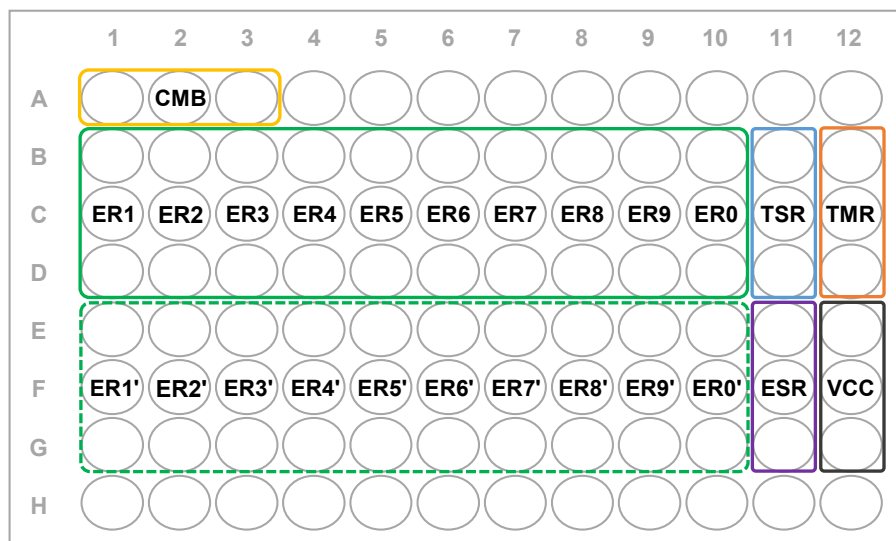 1 2 3 4 5 6 7 8 9 10 11 12
A CMB
B
C ER1 ER2 ER3 ER4 ER5 ER6 ER7 ER8 ER9 ER0 TSR TMR
D
E
F ER1' ER2' ER3' ER4' ER5' ER6' ER7' ER8' ER9' ER0' ESR VCC
G
H